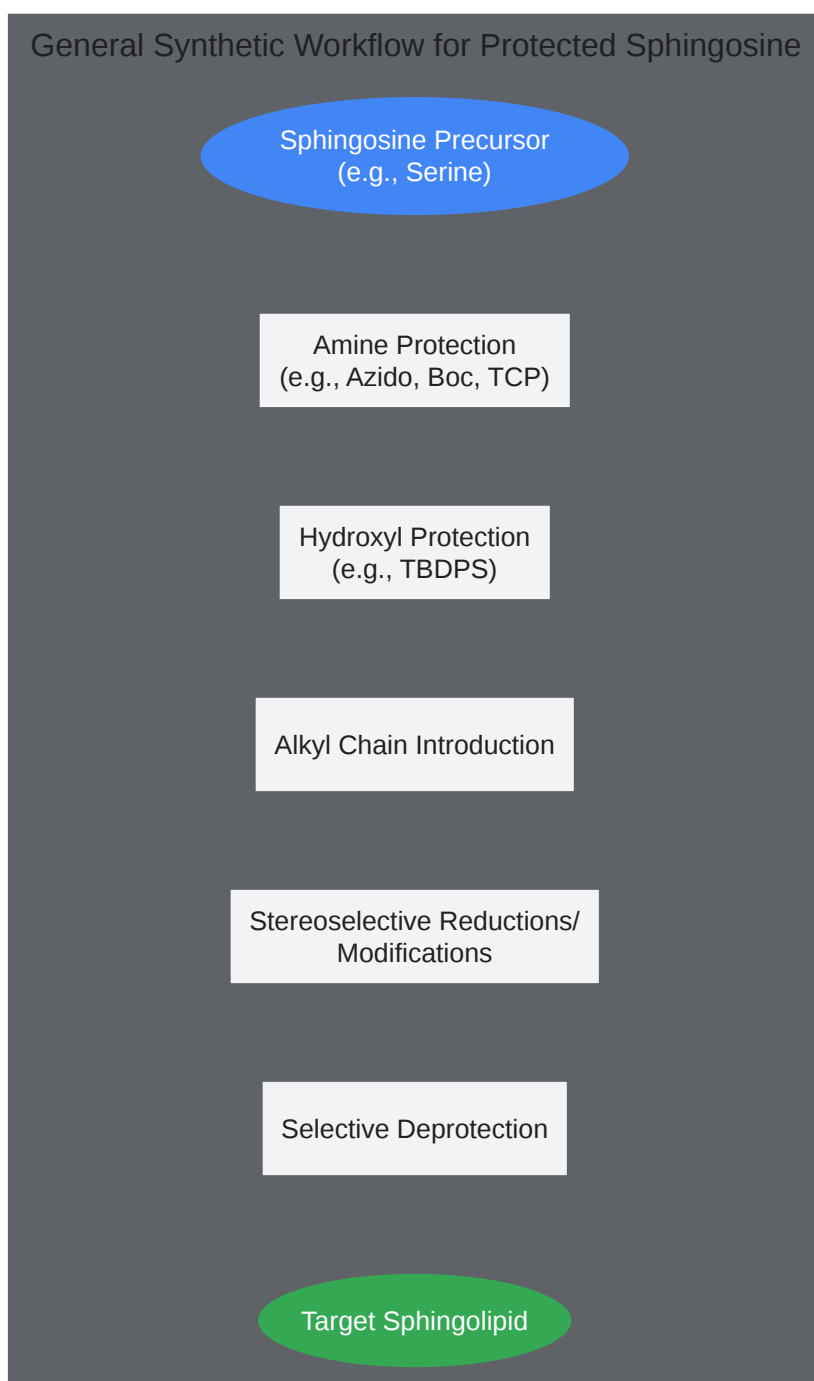 General Synthetic Workflow for Protected Sphingosine
Sphingosine Precursor
(e.g., Serine)
Amine Protection
(e.g., Azido, Boc, TCP)
Hydroxyl Protection
(e.g., TBDPS)
Alkyl Chain Introduction
Stereoselective Reductions/
Modifications
Selective Deprotection
Target Sphingolipid